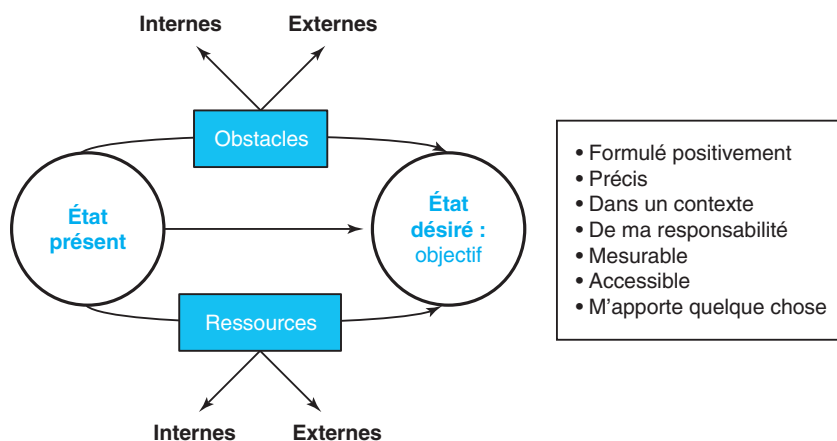 Internes
Externes
Obstacles
État
présent
État
désiré :
objectif
Ressources
Internes
Externes
• Formulé positivement
• Précis
• Dans un contexte
• De ma responsabilité
• Mesurable
• Accessible
• M'apporte quelque chose